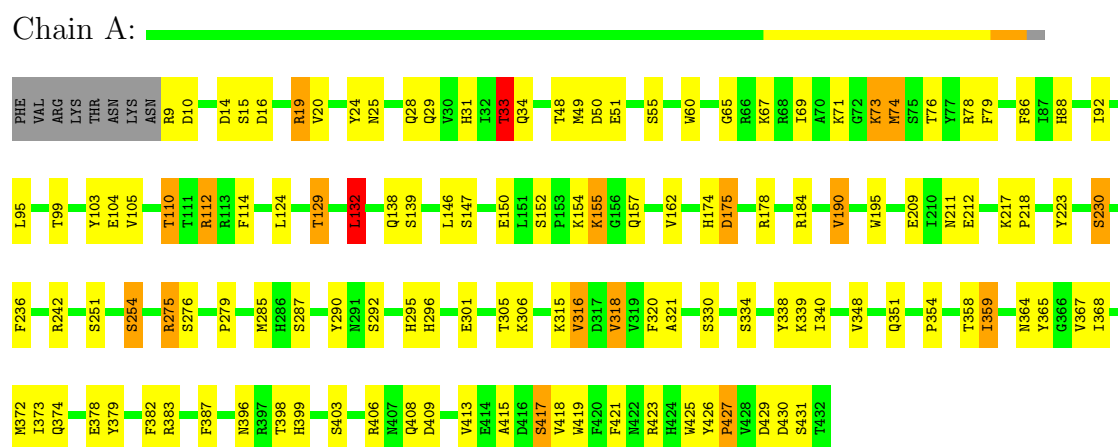 Chain A:
PHE VAL ARG LYS THR ASN LYS ASN R9 D10 D14 S15 D16 R19 V20 Y24 N25 Q28 Q29 V30 H31 I32 T33 Q34 T48 M49 D50 E51 S55 W60 G65 R66 K67 R68 I69 A70 K71 G72 K73 M74 S75 T76 Y77 R78 F79 F86 I87 H88 I92
L95 T99 Y103 E104 V105 T110 T111 R112 R113 F114 L124 T129 L132 Q138 S139 L146 S147 E150 L151 S152 P153 K154 K155 G156 Q157 V162 H174 D175 R178 R184 V190 W195 E209 I210 N211 E212 K217 P218 Y223 S230
F236 R242 S251 S254 R275 S276 P279 M285 H286 S287 Y290 N291 S292 H295 H296 E301 T305 K306 K315 V316 D317 V318 V319 F320 A321 S330 S334 Y338 K339 I340 V348 Q351 P354 T358 I359 N364 Y365 G366 V367 I368
M372 I373 Q374 E378 Y379 F382 R383 F387 N396 R397 T398 H399 S403 R406 N407 Q408 D409 V413 E414 A415 D416 S417 V418 W419 F420 F421 N422 R423 H424 W425 Y426 P427 V428 D429 D430 S431 T432